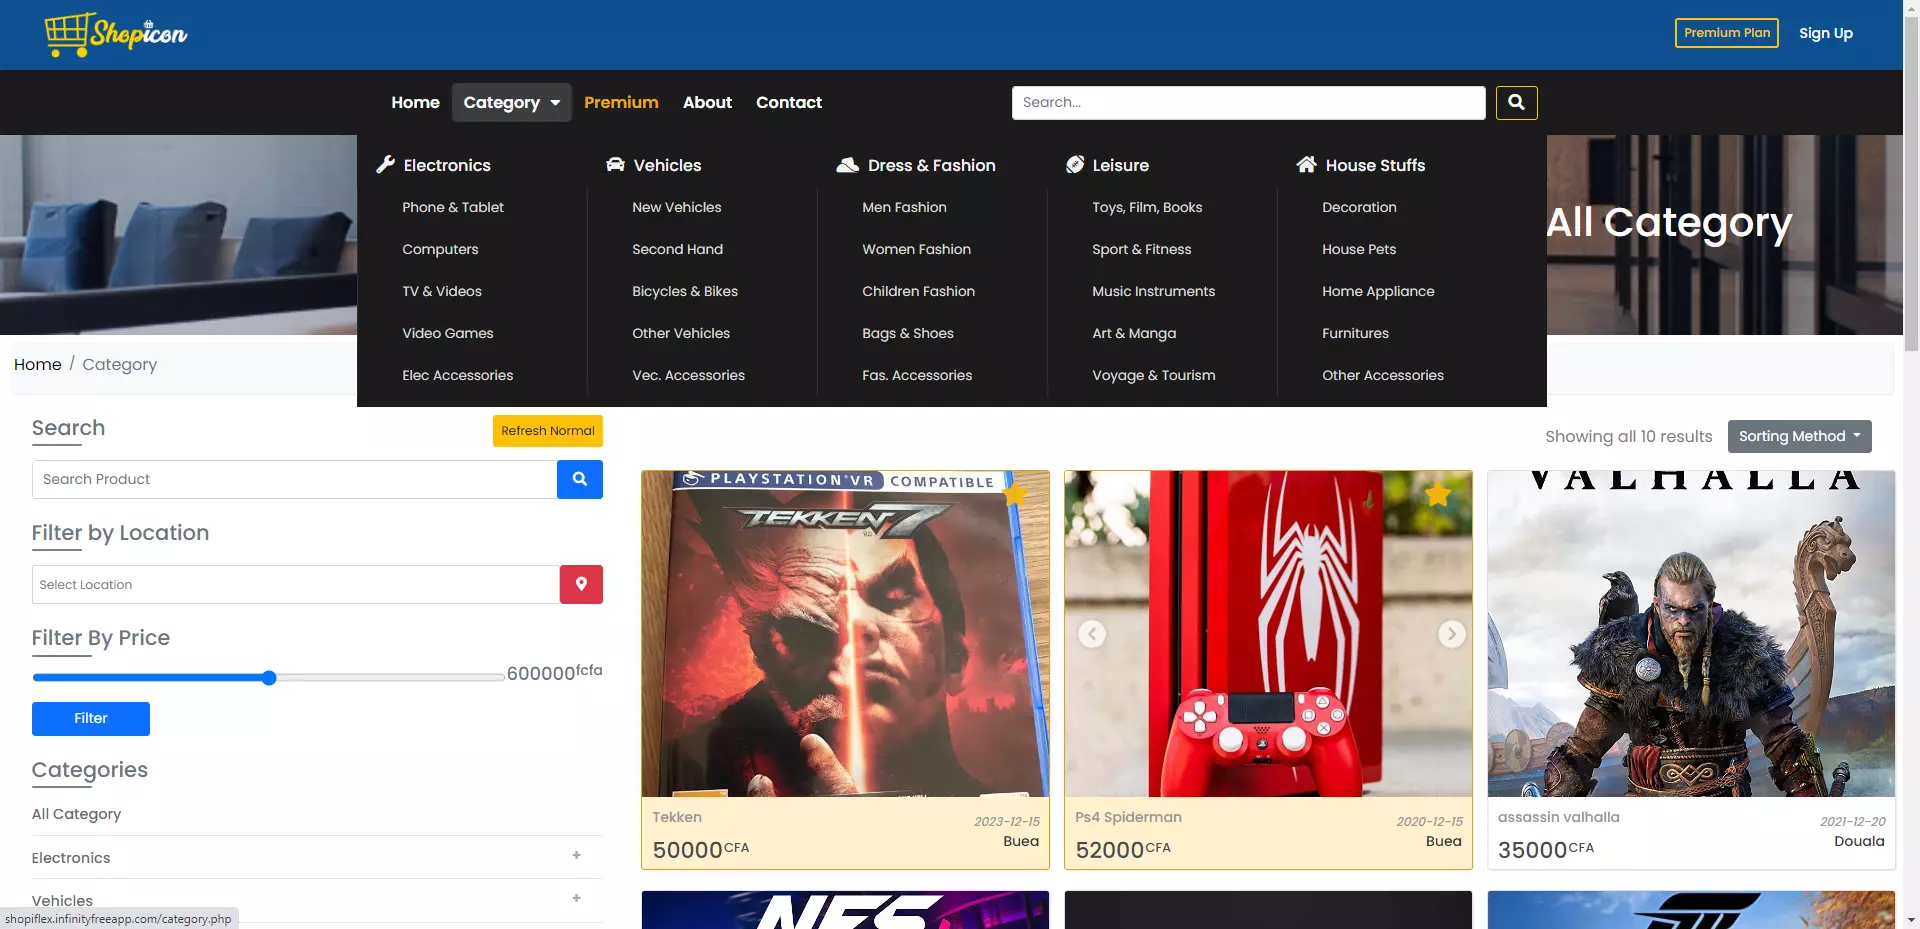 Shopicon
Premium Plan
Sign Up
Home
Category
Premium
About
Contact
Search...
Electronics
Phone & Tablet
Computers
TV & Videos
Video Games
Elec Accessories
Vehicles
New Vehicles
Second Hand
Bicycles & Bikes
Other Vehicles
Vec. Accessories
Dress & Fashion
Men Fashion
Women Fashion
Children Fashion
Bags & Shoes
Fas. Accessories
Leisure
Toys, Film, Books
Sport & Fitness
Music Instruments
Art & Manga
Voyage & Tourism
House Stuffs
Decoration
House Pets
Home Appliance
Furnitures
Other Accessories
All Category
Home / Category
Search
Refresh Normal
Search Product
Filter by Location
Select Location
Filter By Price
600000fcfa
Filter
Categories
All Category
Electronics +
Vehicles +
Showing all 10 results
Sorting Method
PLAYSTATION®VR COMPATIBLE
TEKKEN 7
Tekken
2023-12-15
50000CFA
Buea
Ps4 Spiderman
2020-12-15
52000CFA
Buea
VALHALLA
assassin valhalla
2021-12-20
35000CFA
Douala
NFS
shopiflex.infinityfreeapp.com/category.php